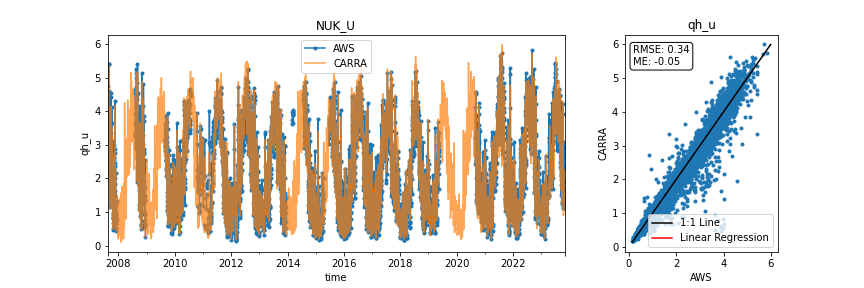 NUK_U
qh_u
6
5
4
3
2
1
0
qh_u
AWS
CARRA
2008
2010
2012
2014
2016
2018
2020
2022
time
6
5
4
3
2
1
0
CARRA
RMSE: 0.34
ME: -0.05
1:1 Line
Linear Regression
0
2
4
6
AWS